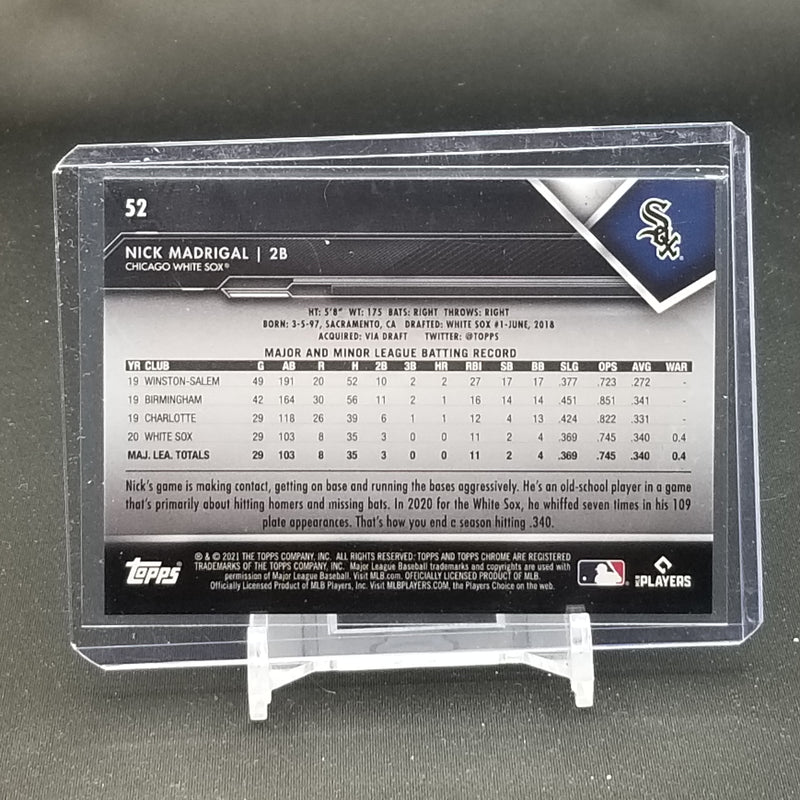 52
Sox
NICK MADRIGAL | 2B
CHICAGO WHITE SOX®
HT: 5'8" WT: 175 BATS: RIGHT THROWS: RIGHT
BORN: 3-5-97, SACRAMENTO, CA DRAFTED: WHITE SOX #1-JUNE, 2018
ACQUIRED: VIA DRAFT TWITTER: @TOPPS
MAJOR AND MINOR LEAGUE BATTING RECORD
YR CLUB G AB R H 2B 3B HR RBI SB BB SLG OPS AVG WAR
19 WINSTON-SALEM 49 191 20 52 10 2 2 27 17 17 .377 .723 .272 -
19 BIRMINGHAM 42 164 30 56 11 2 1 16 14 14 .451 .851 .341 -
19 CHARLOTTE 29 118 26 39 6 1 1 12 4 13 .424 .822 .331 -
20 WHITE SOX 29 103 8 35 3 0 0 11 2 4 .369 .745 .340 0.4
MAJ. LEA. TOTALS 29 103 8 35 3 0 0 11 2 4 .369 .745 .340 0.4
Nick's game is making contact, getting on base and running the bases aggressively. He's an old-school player in a game
that's primarily about hitting homers and missing bats. In 2020 for the White Sox, he whiffed seven times in his 109
plate appearances. That's how you end a season hitting .340.
® & © 2021 THE TOPPS COMPANY, INC. ALL RIGHTS RESERVED. TOPPS AND TOPPS CHROME ARE REGISTERED
TRADEMARKS OF THE TOPPS COMPANY, INC. Major League Baseball trademarks and copyrights are used with
permission of Major League Baseball. Visit MLB.com. OFFICIALLY LICENSED PRODUCT OF MLB.
Officially Licensed Product of MLB Players, Inc. Visit MLBPLAYERS.COM, the Players Choice on the web.
topps
MLB PLAYERS